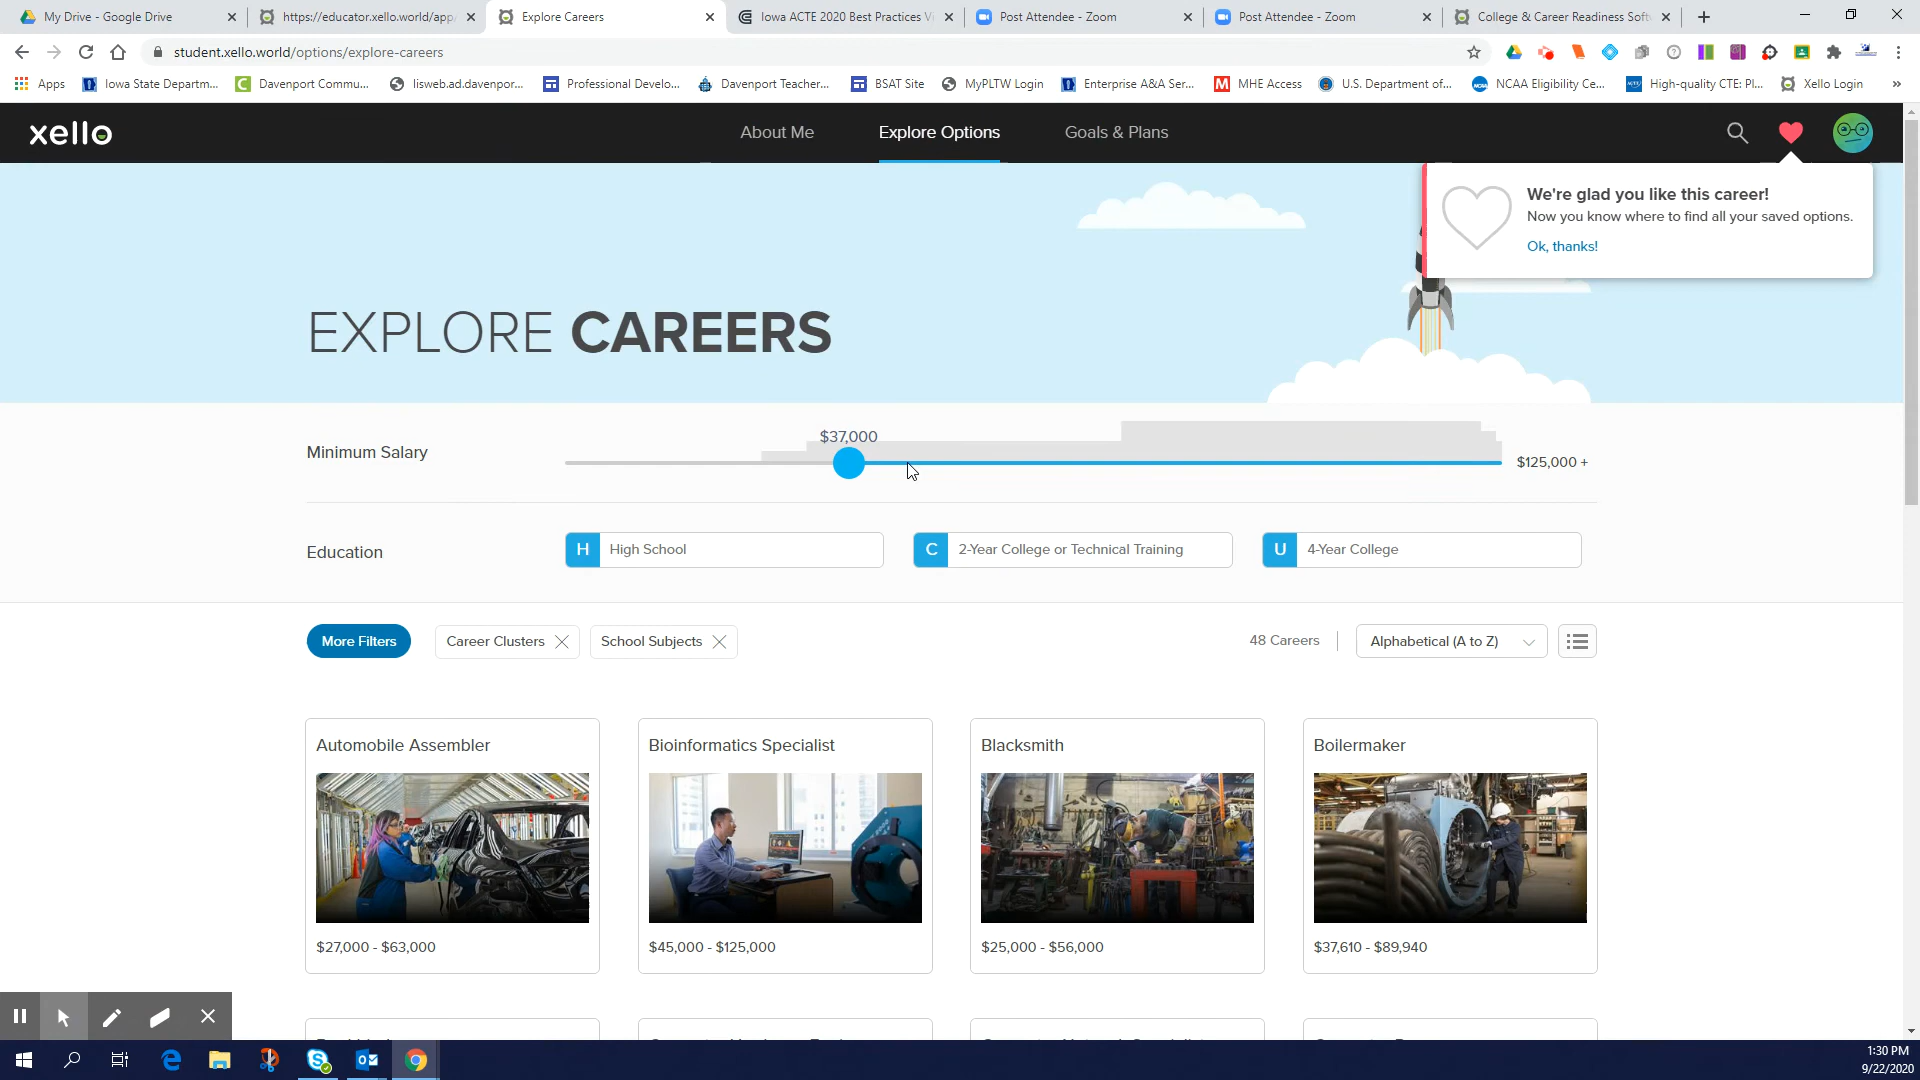 My Drive - Google Drive
https://educator.xello.world/app/
Explore Careers
Iowa ACTE 2020 Best Practices Vi
Post Attendee - Zoom
Post Attendee - Zoom
College & Career Readiness Soft
student.xello.world/options/explore-careers
Apps
Iowa State Departm...
Davenport Commu...
lisweb.ad.davenpor...
Professional Develo...
Davenport Teacher...
BSAT Site
MyPLTW Login
Enterprise A&A Ser...
MHE Access
U.S. Department of...
NCAA Eligibility Ce...
High-quality CTE: Pl...
Xello Login
xello
About Me
Explore Options
Goals & Plans
We're glad you like this career!
Now you know where to find all your saved options.
Ok, thanks!
EXPLORE CAREERS
Minimum Salary
$37,000
$125,000 +
Education
H High School
C 2-Year College or Technical Training
U 4-Year College
More Filters
Career Clusters
School Subjects
48 Careers
Alphabetical (A to Z)
Automobile Assembler
Bioinformatics Specialist
Blacksmith
Boilermaker
$27,000 - $63,000
$45,000 - $125,000
$25,000 - $56,000
$37,610 - $89,940
1:30 PM
9/22/2020